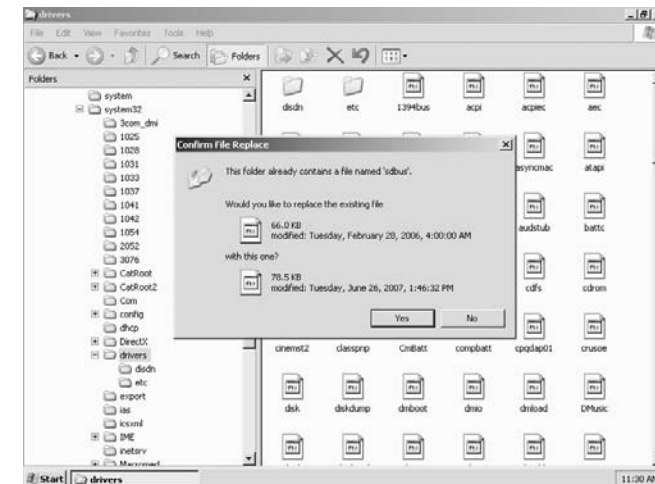 drivers
File Edit View Favorites Tools Help
Back Search Folders
Folders
system
system32
3com_dmi
1025
1028
1031
1033
1037
1041
1042
1054
2052
3076
CatRoot
CatRoot2
Com
config
dhcp
DirectX
drivers
disdn
etc
export
ias
icsxml
IME
inetsrv
Macromed
disdn etc 1394bus acpi acpiec aec
asyncmac atapi
audstub battc
cdfs cdrom
cinemst2 classpnp CmBatt compbatt cpqdap01 crusoe
disk diskdump dmboot dmio dmload DMusic
Confirm File Replace
This folder already contains a file named 'sdbus'.
Would you like to replace the existing file
66.0 KB
modified: Tuesday, February 28, 2006, 4:00:00 AM
with this one?
78.5 KB
modified: Tuesday, June 26, 2007, 1:46:32 PM
Yes No
Start drivers 11:30 AM